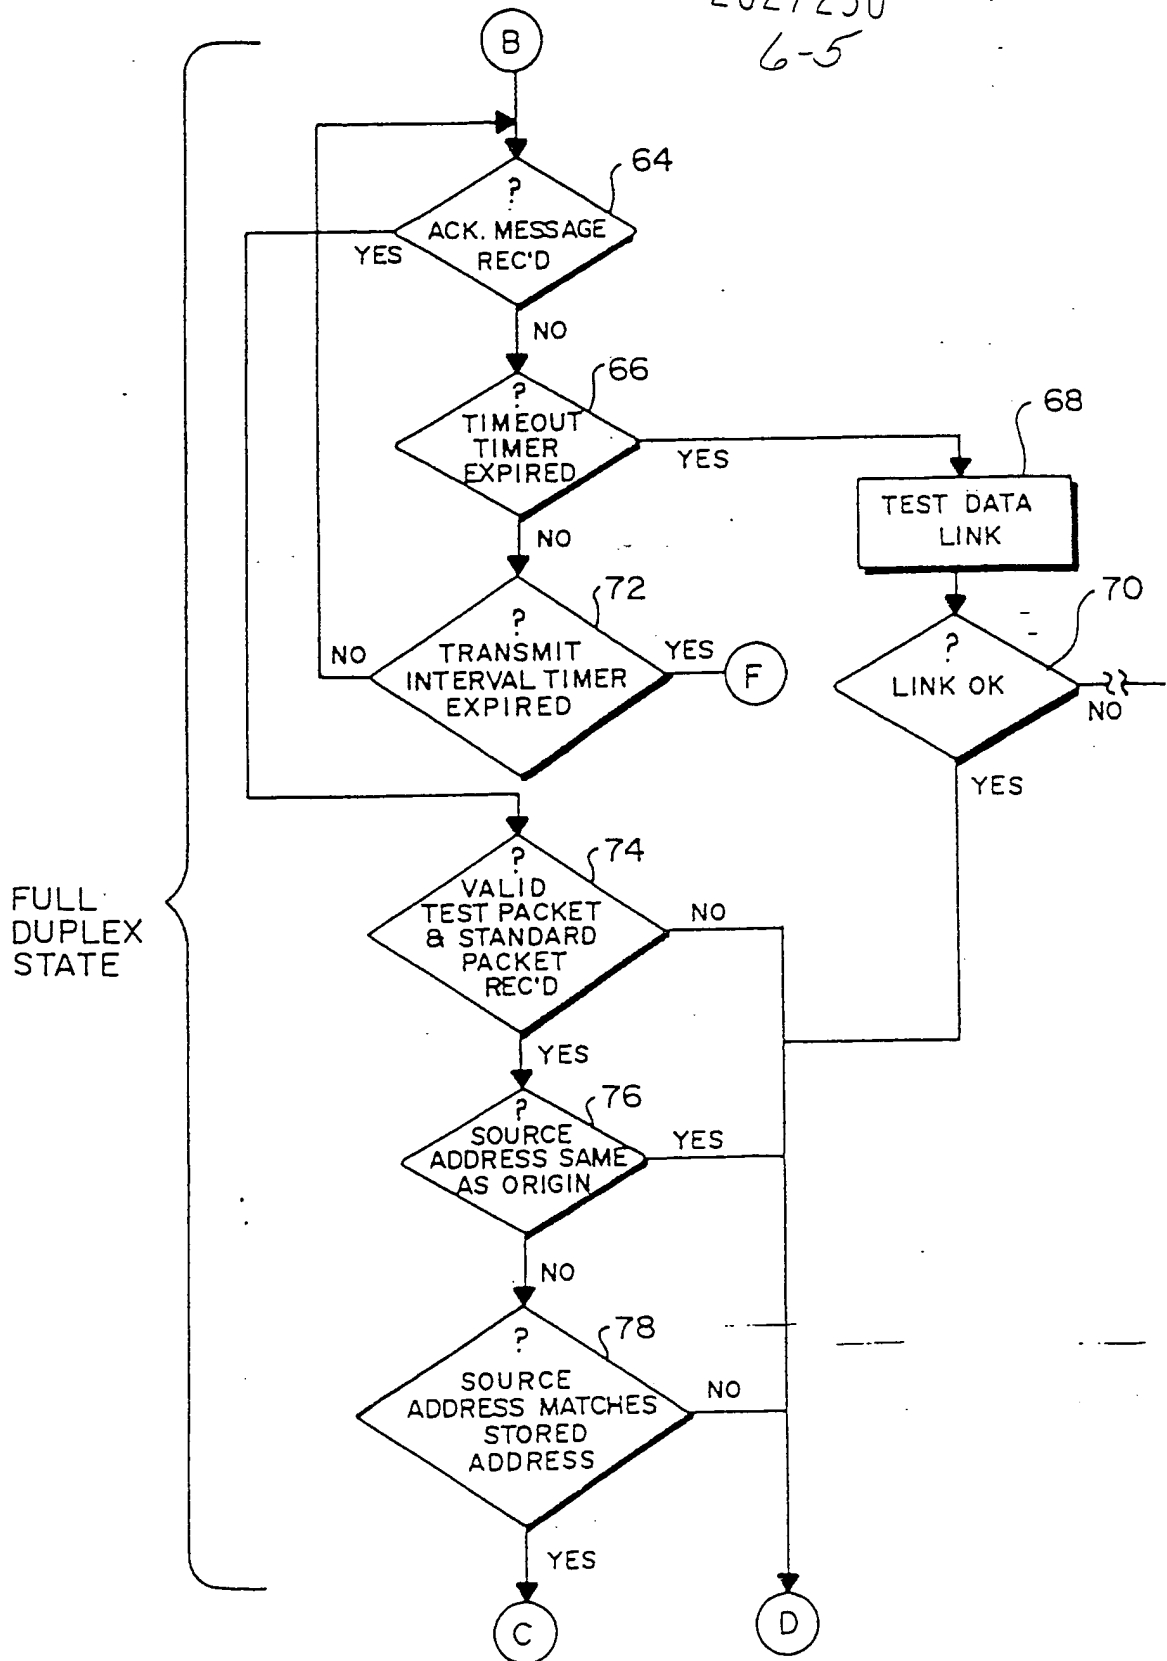 B
6-5
64
?
ACK. MESSAGE
REC'D
YES
NO
66
?
TIMEOUT
TIMER
EXPIRED
YES
68
TEST DATA
LINK
NO
72
?
TRANSMIT
INTERVAL TIMER
EXPIRED
NO
YES
F
70
?
LINK OK
NO
YES
74
?
VALID
TEST PACKET
& STANDARD
PACKET
REC'D
NO
FULL
DUPLEX
STATE
YES
76
?
SOURCE
ADDRESS SAME
AS ORIGIN
YES
NO
78
?
SOURCE
ADDRESS MATCHES
STORED
ADDRESS
NO
YES
C
D